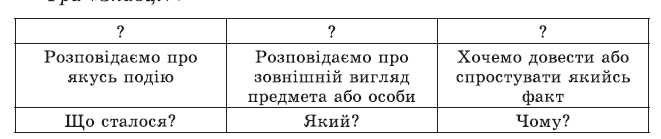 ? ? ?
Розповідаємо про якусь подію
Розповідаємо про зовнішній вигляд предмета або особи
Хочемо довести або спростувати якийсь факт
Що сталося? Який? Чому?